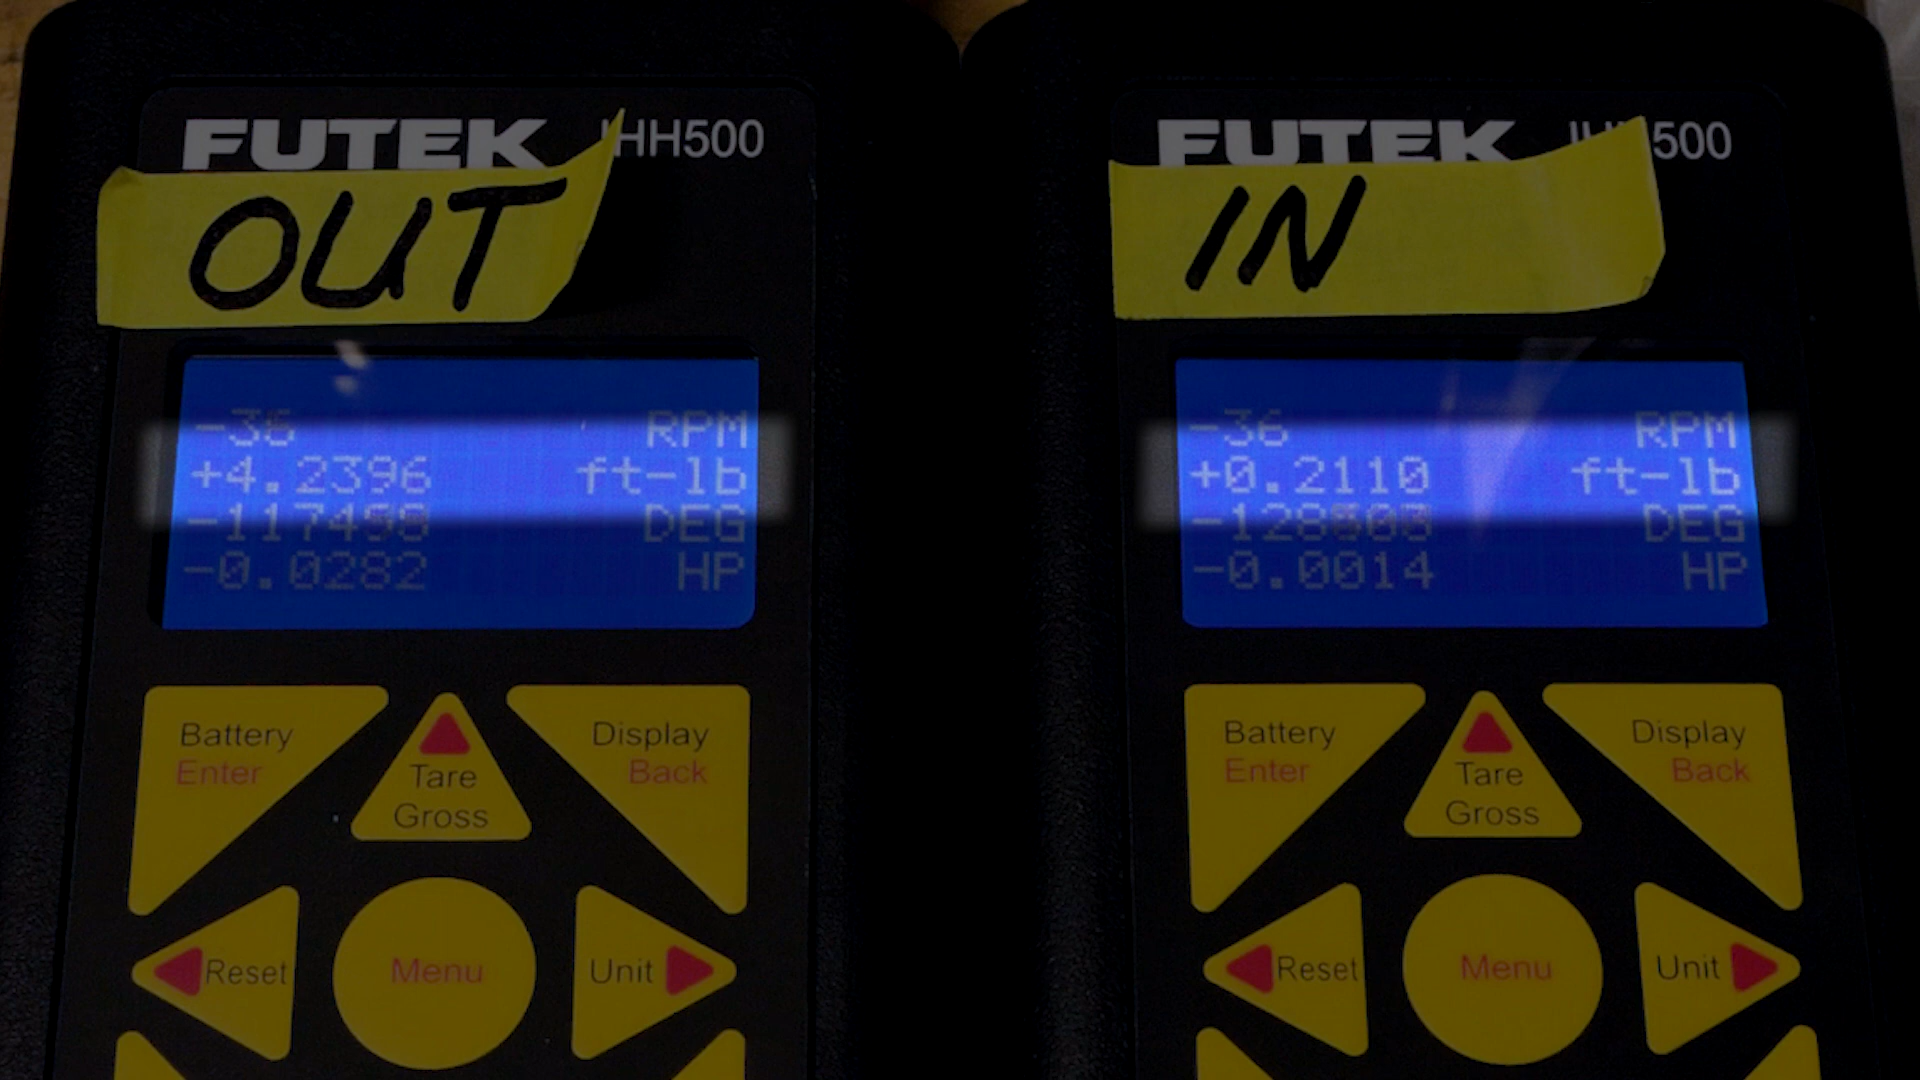 FUTEK IHH500
OUT
-36 RPM
+4.2396 ft-lb
DEG
-0.0282 HP
Battery
Enter
Tare
Gross
Display
Back
Reset
Menu
Unit
FUTEK 500
IN
-36 RPM
+0.2110 ft-lb
DEG
-0.0014 HP
Battery
Enter
Tare
Gross
Display
Back
Reset
Menu
Unit